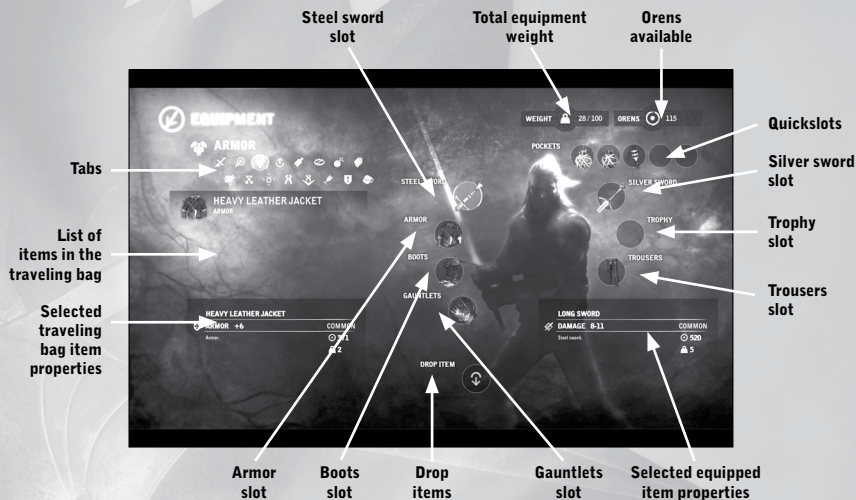 Steel sword
slot
Total equipment
weight
Orens
available
Tabs
List of
items in the
traveling bag
Selected
traveling
bag item
properties
EQUIPMENT
ARMOR
HEAVY LEATHER JACKET
ARMOR
HEAVY LEATHER JACKET
ARMOR +6 COMMON
Armor.
2
WEIGHT 28 / 100 ORENS 115
POCKETS
STEEL
SILVER SWORD
ARMOR
TROPHY
BOOTS
TROUSERS
GAUNTLETS
LONG SWORD
DAMAGE 8-11 COMMON
Steel sword. 520
5
DROP ITEM
Quickslots
Silver sword
slot
Trophy
slot
Trousers
slot
Armor
slot
Boots
slot
Drop
items
Gauntlets
slot
Selected equipped
item properties